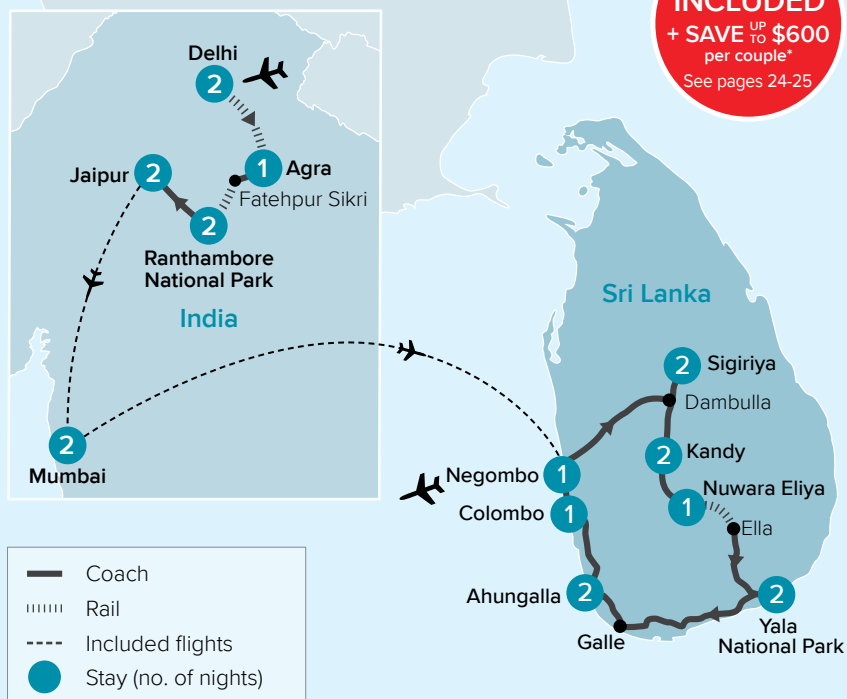 INCLUDED
+ SAVE UP TO $600
per couple*
See pages 24-25
Delhi
2
1
Agra
Jaipur
2
Fatehpur Sikri
2
Ranthambore
National Park
India
2
Mumbai
Sri Lanka
2
Sigiriya
Dambulla
2
Kandy
Negombo
1
Nuwara Eliya
1
Colombo
1
Ella
Ahungalla
2
2
Yala
National Park
Galle
Coach
Rail
Included flights
Stay (no. of nights)